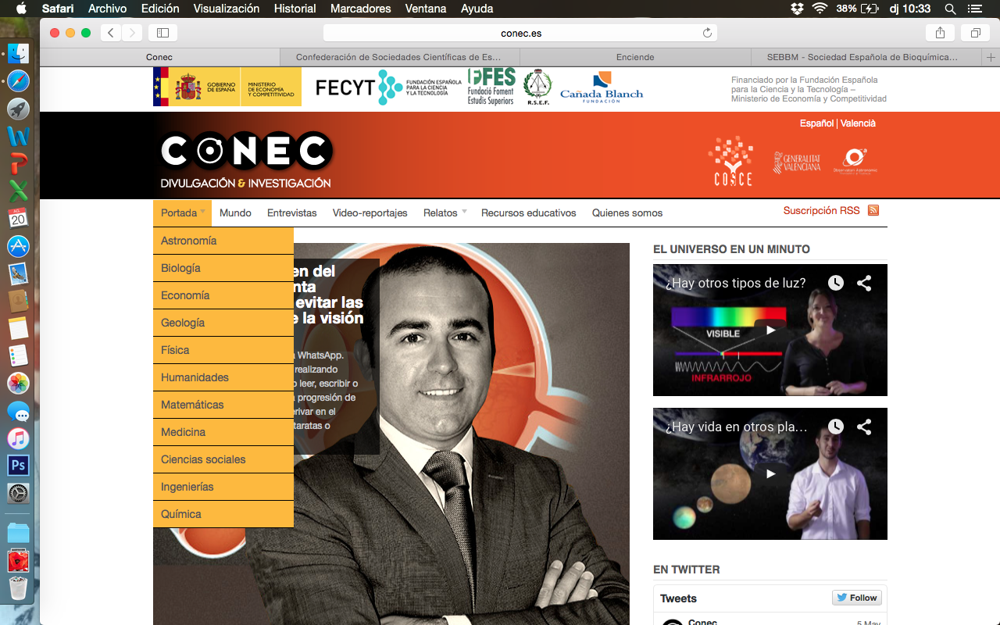 Safari Archivo Edición Visualización Historial Marcadores Ventana Ayuda 38% dj 10:33
conec.es
Conec Confederación de Sociedades Científicas de Es... Enciende SEBBM - Sociedad Española de Bioquímica...
GOBIERNO
DE ESPAÑA
MINISTERIO
DE ECONOMÍA
Y COMPETITIVIDAD
FECYT
FUNDACIÓN ESPAÑOLA
PARA LA CIENCIA
Y LA TECNOLOGÍA
FFES
Fundació Foment
Estudis Superiors
R.S.E.F.
Cañada Blanch
FUNDACIÓN
Financiado por la Fundación Española
para la Ciencia y la Tecnología –
Ministerio de Economía y Competitividad
Español | Valencià
CONEC
DIVULGACIÓN & INVESTIGACIÓN
COSCE
GENERALITAT
VALENCIANA
Portada Mundo Entrevistas Video-reportajes Relatos Recursos educativos Quienes somos
Suscripción RSS
Astronomía
Biología
Economía
Geología
Física
Humanidades
Matemáticas
Medicina
Ciencias sociales
Ingenierías
Química
en del
nta
evitar las
e la visión
a WhatsApp.
realizando
o leer, escribir o
a progresión de
erivar en el
taratas o
EL UNIVERSO EN UN MINUTO
¿Hay otros tipos de luz?
VISIBLE
INFRARROJO
¿Hay vida en otros pla...
EN TWITTER
Tweets Follow
Conec 5 May
20
Ps